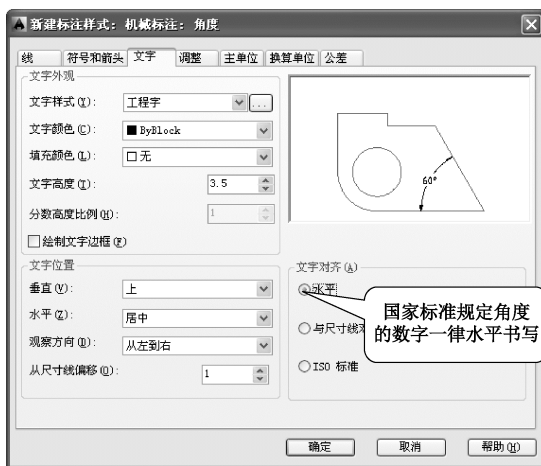 新建标注样式: 机械标注: 角度
线 符号和箭头 文字 调整 主单位 换算单位 公差
文字外观
文字样式(Y): 工程字 ...
文字颜色(C): ByBlock
填充颜色(L): 无
文字高度(T): 3.5
分数高度比例(H): 1
绘制文字边框(F)
60°
文字位置
垂直(V): 上
水平(Z): 居中
观察方向(D): 从左到右
从尺寸线偏移(O): 1
文字对齐(A)
水平
与尺寸线
ISO 标准
国家标准规定角度
的数字一律水平书写
确定 取消 帮助(H)